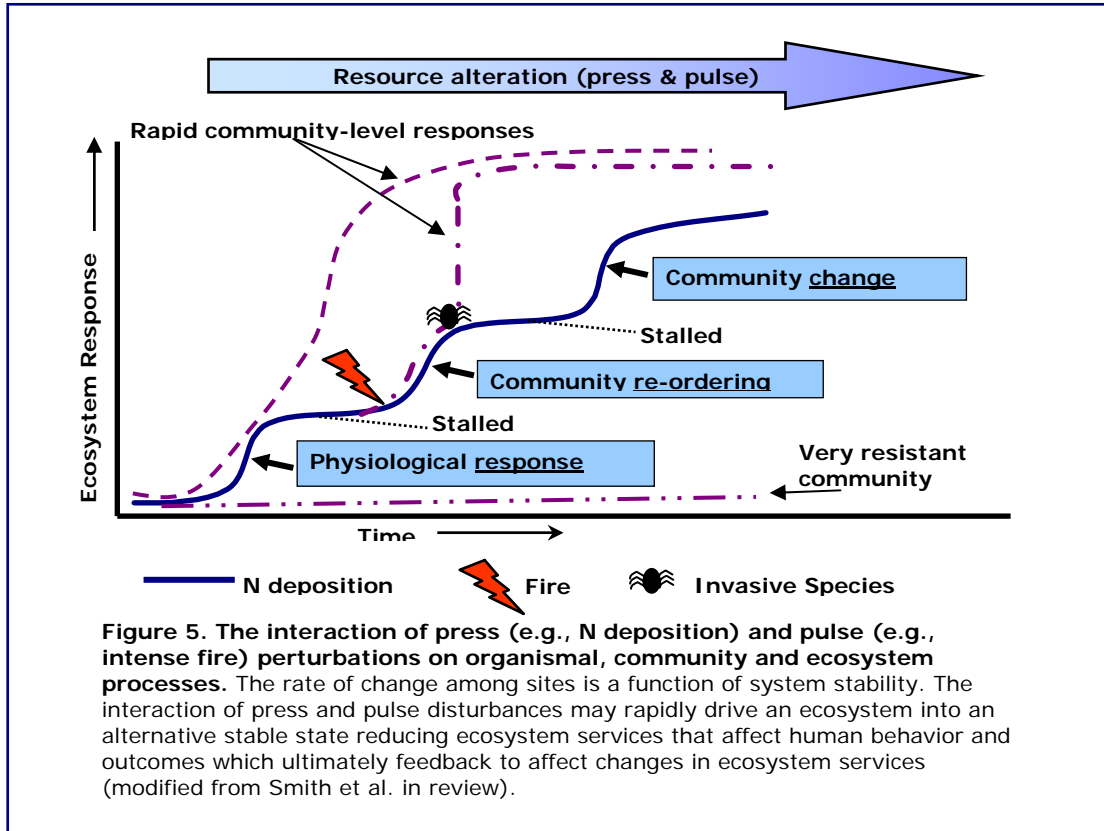 Resource alteration (press & pulse)
Rapid community-level responses
Ecosystem Response
Community change
Stalled
Community re-ordering
Stalled
Physiological response
Very resistant
community
Time
N deposition
Fire
Invasive Species
Figure 5. The interaction of press (e.g., N deposition) and pulse (e.g.,
intense fire) perturbations on organismal, community and ecosystem
processes. The rate of change among sites is a function of system stability. The
interaction of press and pulse disturbances may rapidly drive an ecosystem into an
alternative stable state reducing ecosystem services that affect human behavior and
outcomes which ultimately feedback to affect changes in ecosystem services
(modified from Smith et al. in review).